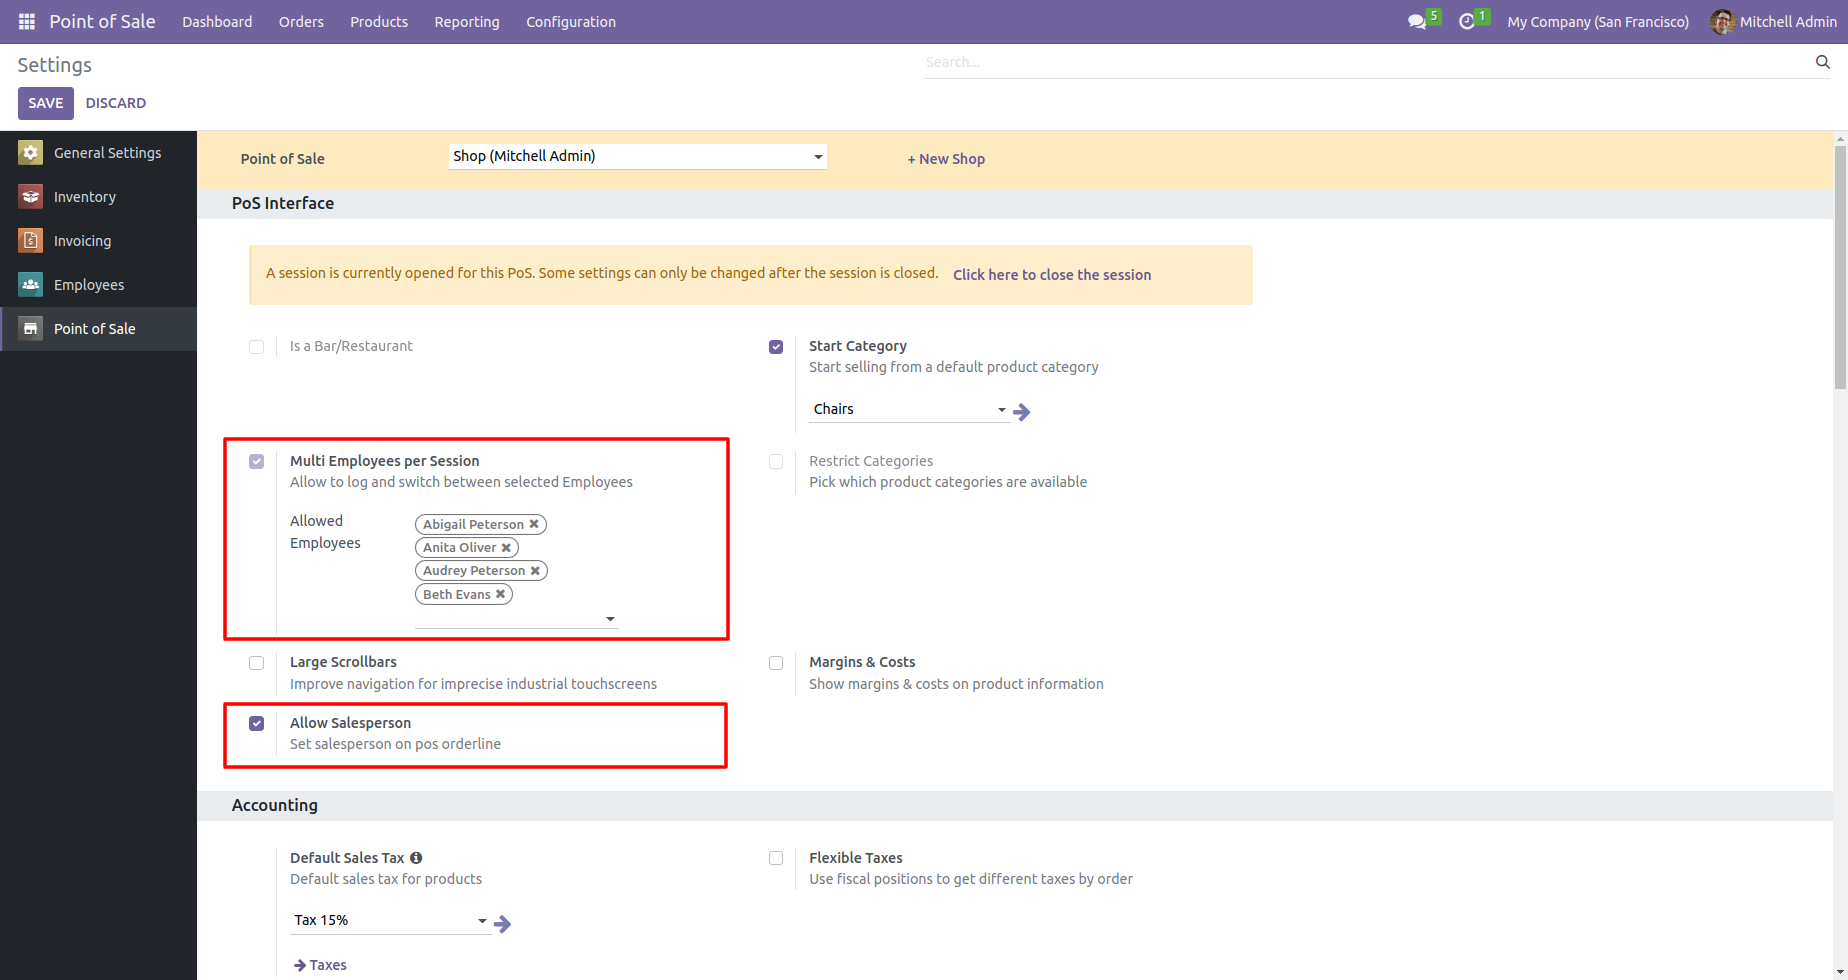 Point of Sale Dashboard Orders Products Reporting Configuration 5 1 My Company (San Francisco) Mitchell Admin
Settings
Search...
SAVE DISCARD
General Settings
Inventory
Invoicing
Employees
Point of Sale
Point of Sale Shop (Mitchell Admin) + New Shop
PoS Interface
A session is currently opened for this PoS. Some settings can only be changed after the session is closed. Click here to close the session
Is a Bar/Restaurant
Start Category
Start selling from a default product category
Chairs
Multi Employees per Session
Allow to log and switch between selected Employees
Allowed
Employees
Abigail Peterson ✖
Anita Oliver ✖
Audrey Peterson ✖
Beth Evans ✖
Restrict Categories
Pick which product categories are available
Large Scrollbars
Improve navigation for imprecise industrial touchscreens
Margins & Costs
Show margins & costs on product information
Allow Salesperson
Set salesperson on pos orderline
Accounting
Default Sales Tax
Default sales tax for products
Tax 15%
Taxes
Flexible Taxes
Use fiscal positions to get different taxes by order